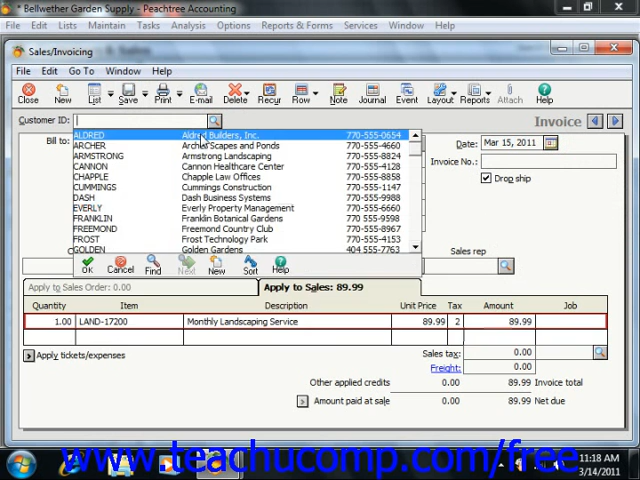 * Bellwether Garden Supply - Peachtree Accounting
File Edit Lists Maintain Tasks Analysis Options Reports & Forms Services Window Help
Sales/Invoicing
File Edit Go To Window Help
Close New List Save Print E-mail Delete Recur Row Note Journal Event Layout Reports Attach Help
Customer ID: Invoice
Bill to:
Date: Mar 15, 2011
Invoice No.:
Drop ship
ALDRED Aldred Builders, Inc. 770-555-0654
ARCHER Archer Scapes and Ponds 770-555-4660
ARMSTRONG Armstrong Landscaping 770-555-8824
CANNON Cannon Healthcare Center 770-555-4128
CHAPPLE Chapple Law Offices 770-555-8858
CUMMINGS Cummings Construction 770-555-1147
DASH Dash Business Systems 770 555-9988
EVERLY Everly Property Management 770-555-6660
FRANKLIN Franklin Botanical Gardens 770 555-9598
FREEMOND Freemond Country Club 770 555-8967
FROST Frost Technology Park 770-555-4153
GOLDEN Golden Gardens 404 555-7763
Sales rep
OK Cancel Find Next New Sort Help
Apply to Sales Order: 0.00 Apply to Sales: 89.99
Quantity Item Description Unit Price Tax Amount Job
1.00 LAND-17200 Monthly Landscaping Service 89.99 2 89.99
Apply tickets/expenses
Sales tax: 0.00
Freight: 0.00
Other applied credits 0.00 89.99 Invoice total
Amount paid at sale 0.00 89.99 Net due
www.teachucomp.com/free
11:18 AM
3/14/2011